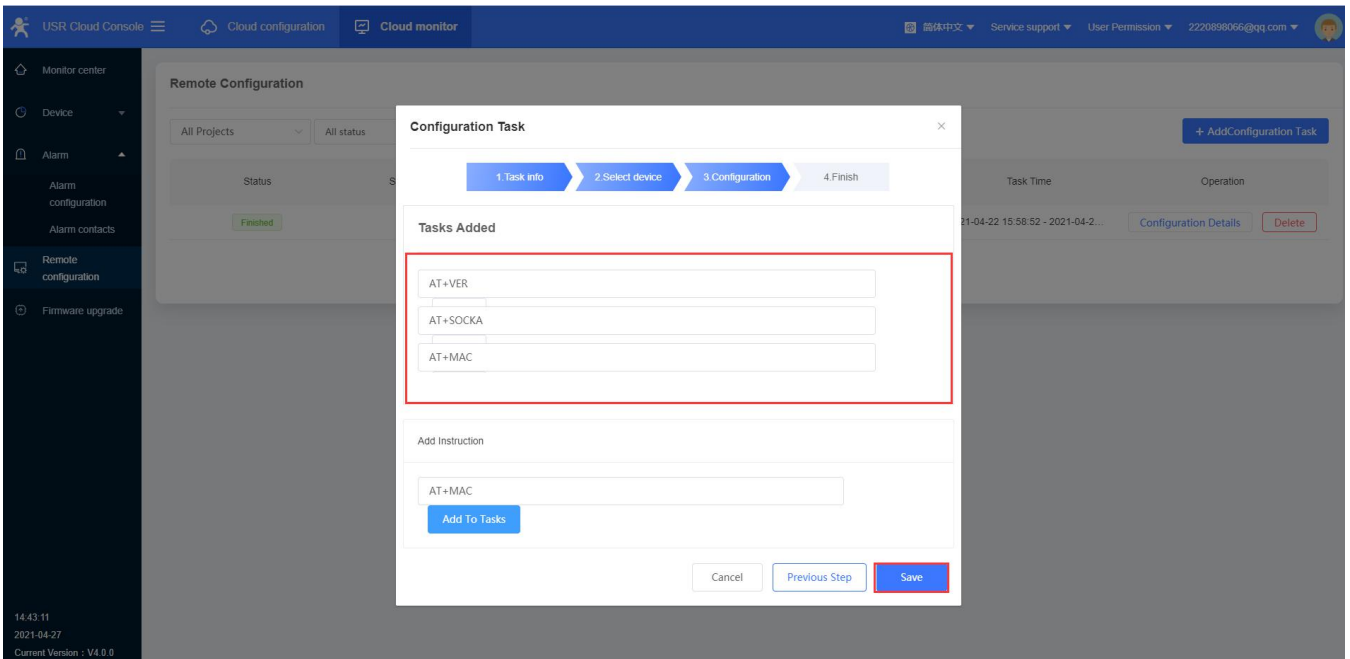 USR Cloud Console
Cloud configuration
Cloud monitor
简体中文
Service support
User Permission
2220898066@qq.com
Monitor center
Device
Alarm
Alarm
configuration
Alarm contacts
Remote
configuration
Firmware upgrade
14:43:11
2021-04-27
Current Version : V4.0.0
Remote Configuration
All Projects
All status
+ AddConfiguration Task
Status
S
Task Time
Operation
Finished
21-04-22 15:58:52 - 2021-04-2...
Configuration Details
Delete
Configuration Task
×
1.Task info
2.Select device
3.Configuration
4.Finish
Tasks Added
AT+VER
AT+SOCKA
AT+MAC
Add Instruction
AT+MAC
Add To Tasks
Cancel
Previous Step
Save